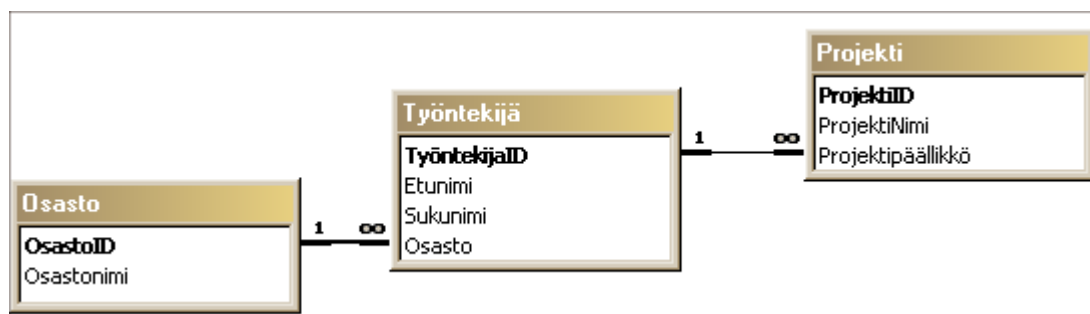 Osasto
OsastoID
Osastonimi
1 ∞
Työntekijä
TyöntekijaID
Etunimi
Sukunimi
Osasto
1 ∞
Projekti
ProjektiID
ProjektiNimi
Projektipäällikkö